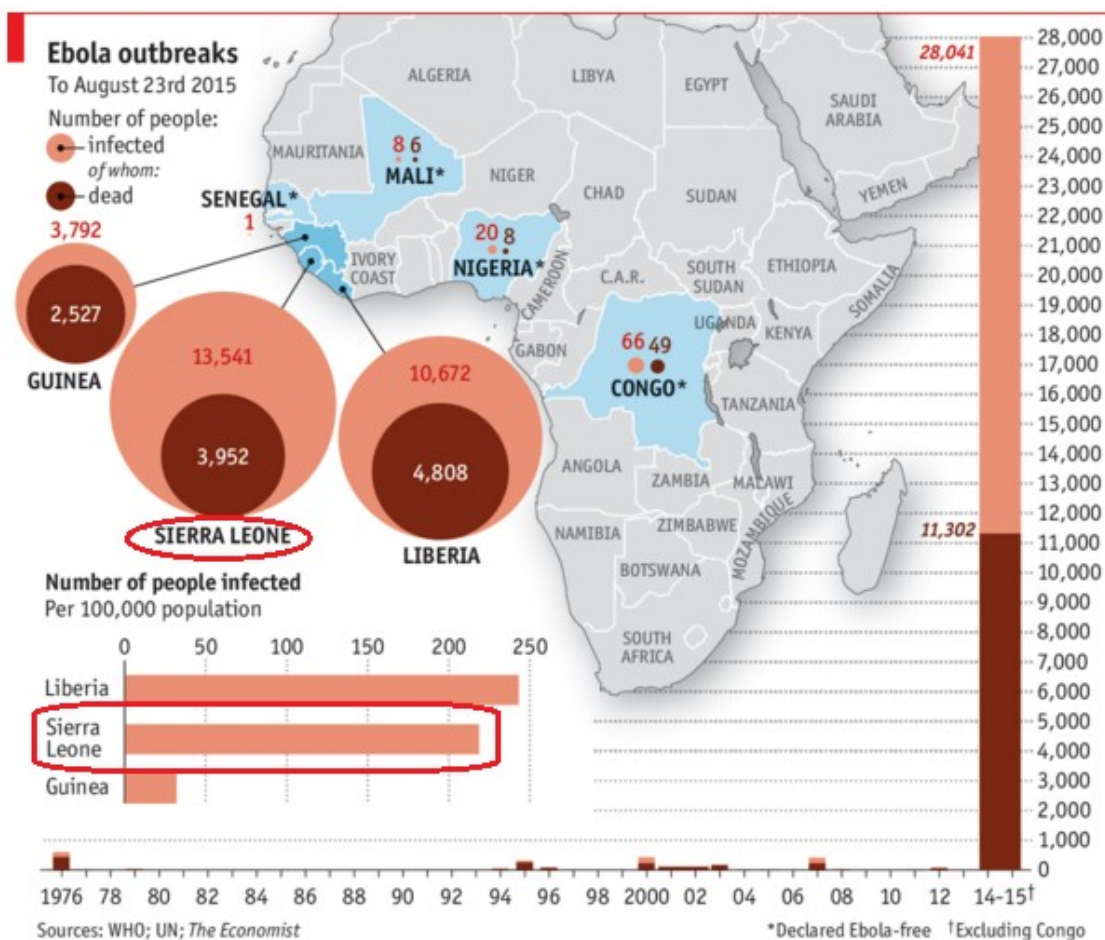 Ebola outbreaks
To August 23rd 2015
Number of people:
infected
of whom:
dead
3,792
2,527
GUINEA
13,541
3,952
SIERRA LEONE
10,672
4,808
LIBERIA
SENEGAL*
1
8 6
MALI*
20 8
NIGERIA*
66 49
CONGO*
ALGERIA
LIBYA
EGYPT
SAUDI
ARABIA
YEMEN
MAURITANIA
NIGER
CHAD
SUDAN
IVORY
COAST
CAMEROON
C.A.R.
SOUTH
SUDAN
ETHIOPIA
SOMALIA
UGANDA
KENYA
GABON
TANZANIA
ANGOLA
ZAMBIA
MALAWI
MOZAMBIQUE
ZIMBABWE
NAMIBIA
BOTSWANA
SOUTH
AFRICA
28,041
11,302
28,000
27,000
26,000
25,000
24,000
23,000
22,000
21,000
20,000
19,000
18,000
17,000
16,000
15,000
14,000
13,000
12,000
11,000
10,000
9,000
8,000
7,000
6,000
5,000
4,000
3,000
2,000
1,000
0
Number of people infected
Per 100,000 population
0 50 100 150 200 250
Liberia
Sierra
Leone
Guinea
1976 78 80 82 84 86 88 90 92 94 96 98 2000 02 04 06 08 10 12 14-15†
Sources: WHO; UN; The Economist
*Declared Ebola-free †Excluding Congo